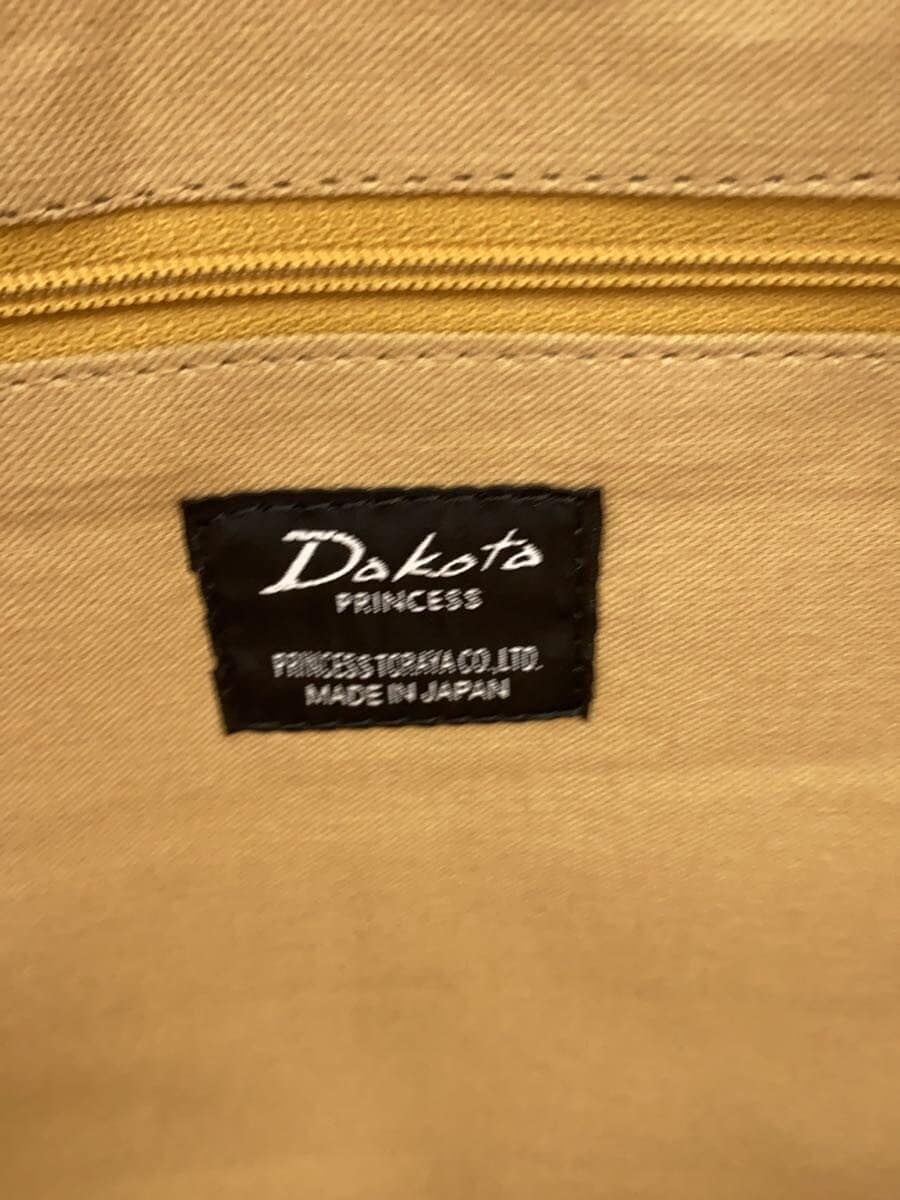 Dakota
PRINCESS
PRINCESS TORAYA CO.,LTD.
MADE IN JAPAN